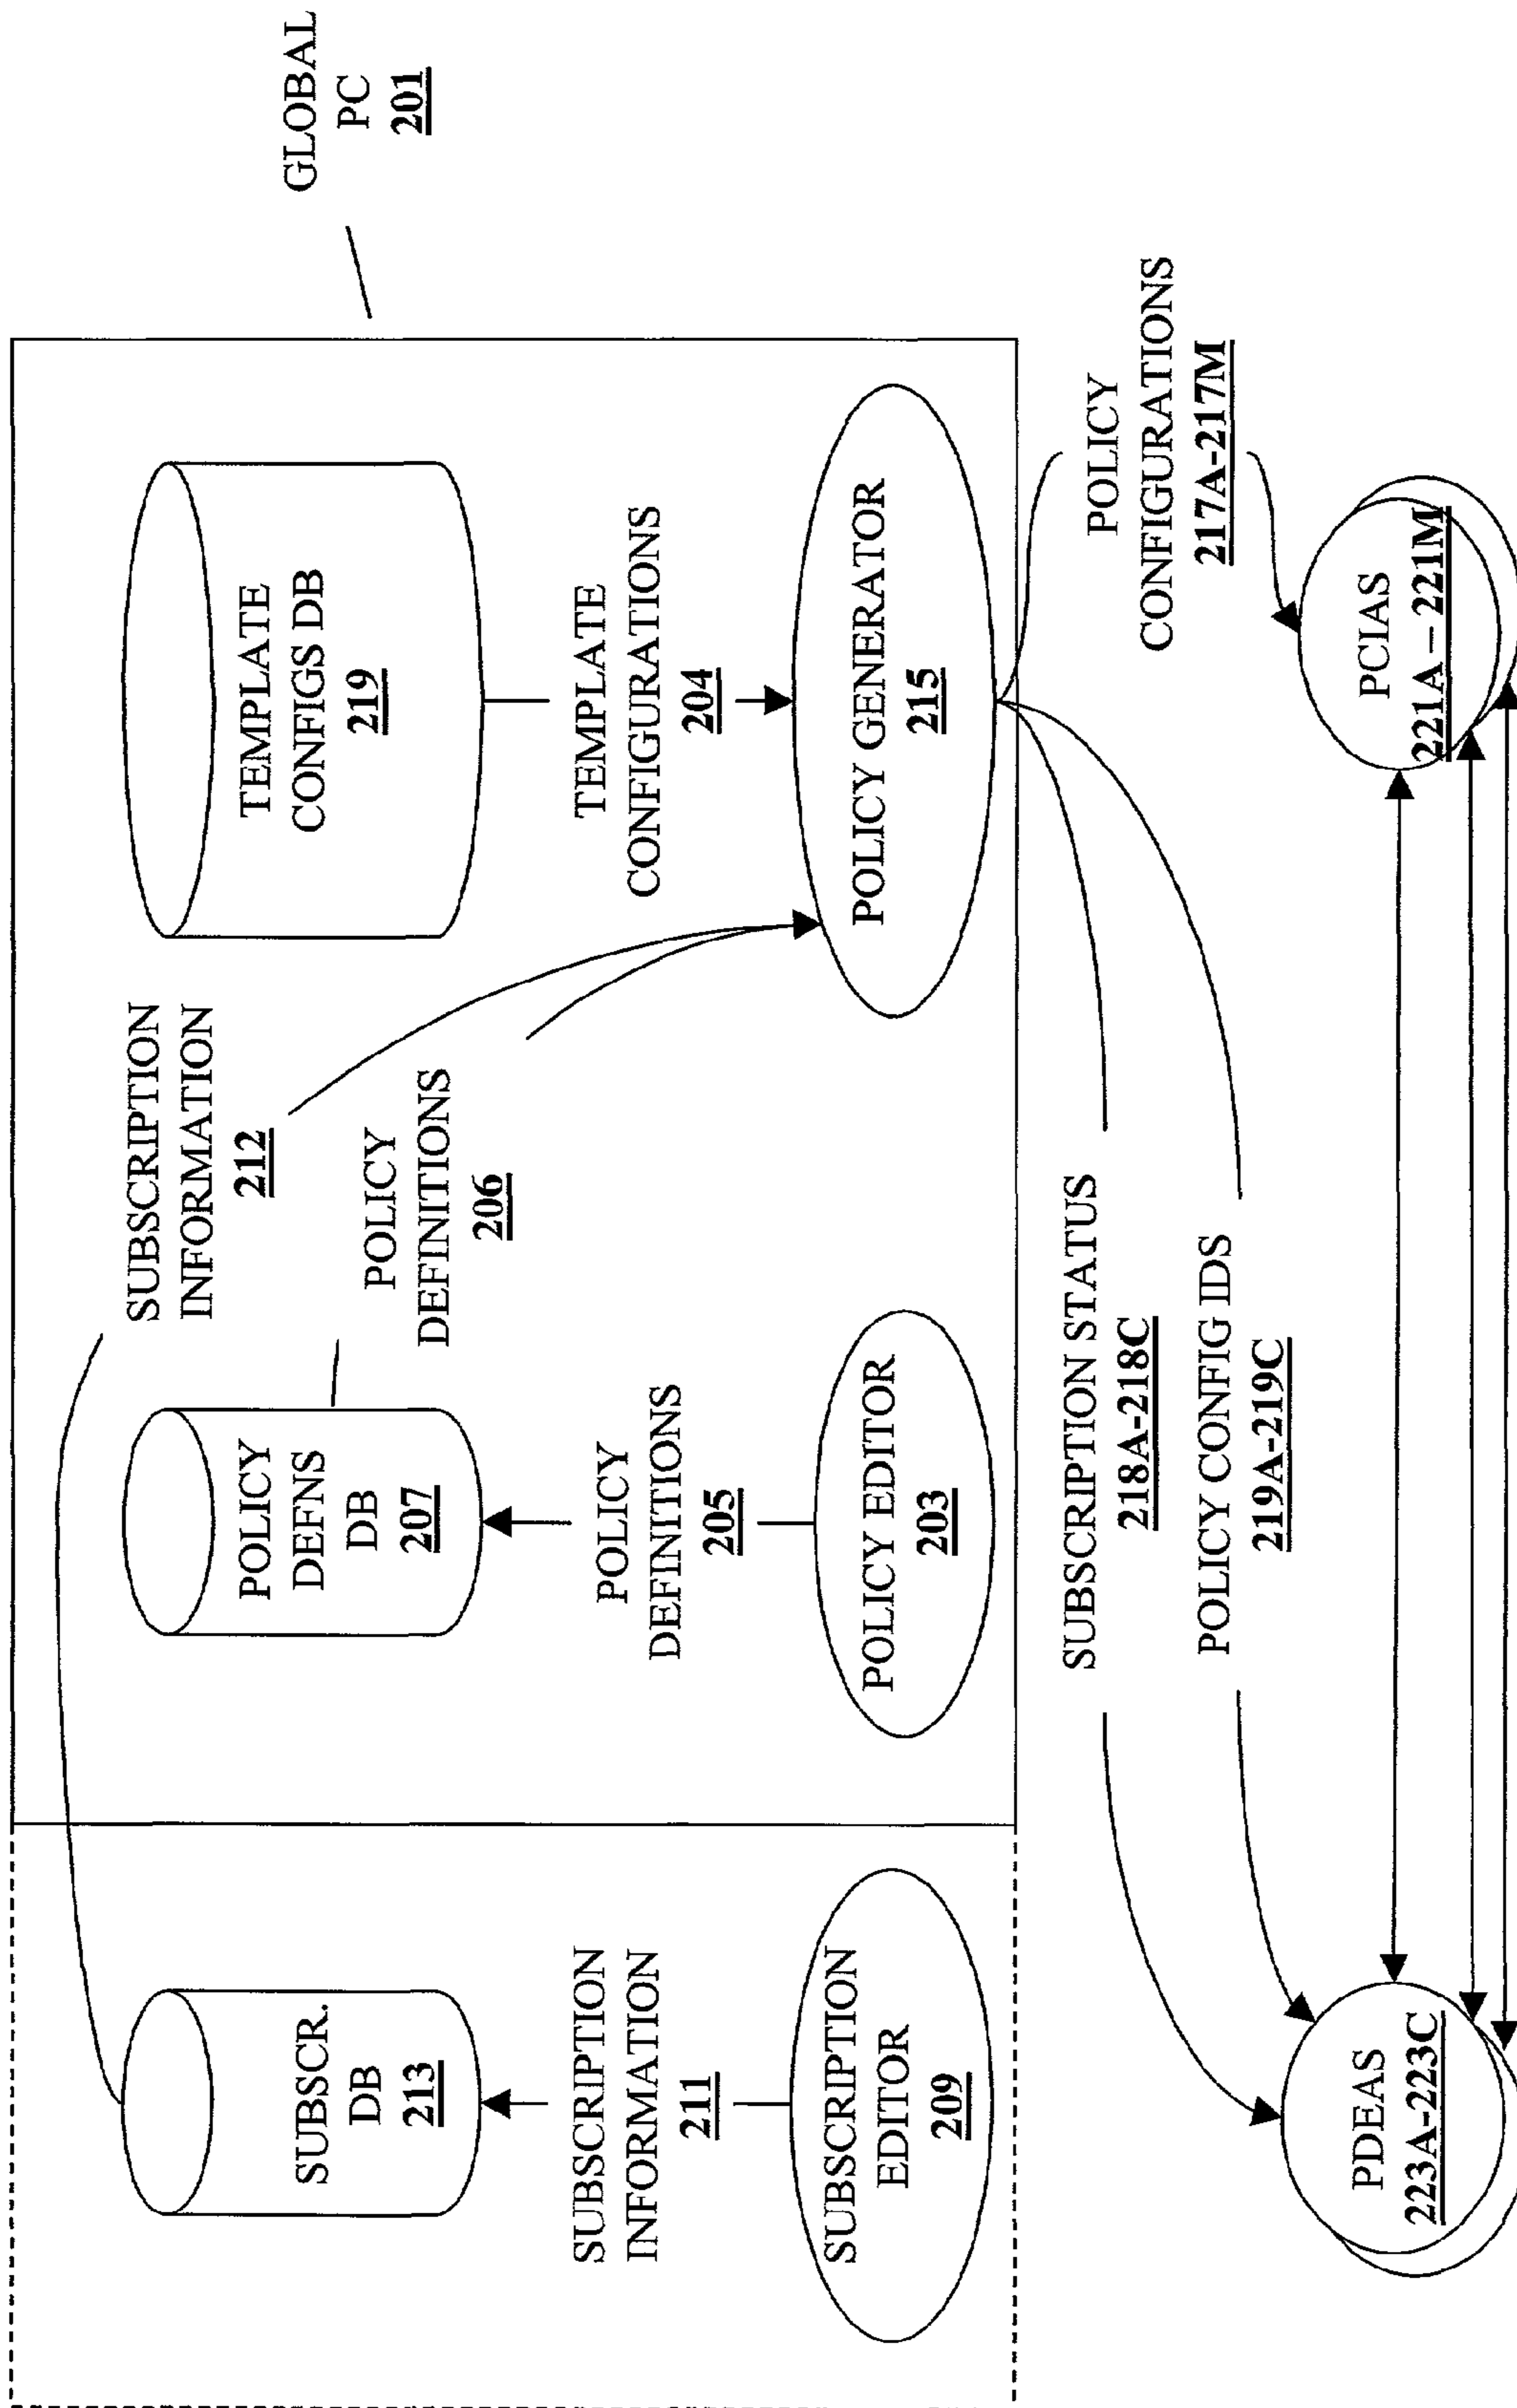 GLOBAL
PC
201
SUBSCR.
DB
213
SUBSCRIPTION
INFORMATION
211
SUBSCRIPTION
EDITOR
209
POLICY
DEFNS
DB
207
POLICY
DEFINITIONS
205
POLICY EDITOR
203
SUBSCRIPTION
INFORMATION
212
POLICY
DEFINITIONS
206
TEMPLATE
CONFIGS DB
219
TEMPLATE
CONFIGURATIONS
204
POLICY GENERATOR
215
SUBSCRIPTION STATUS
218A-218C
POLICY CONFIG IDS
219A-219C
POLICY
CONFIGURATIONS
217A-217M
PDEAS
223A-223C
PCIAS
221A – 221M